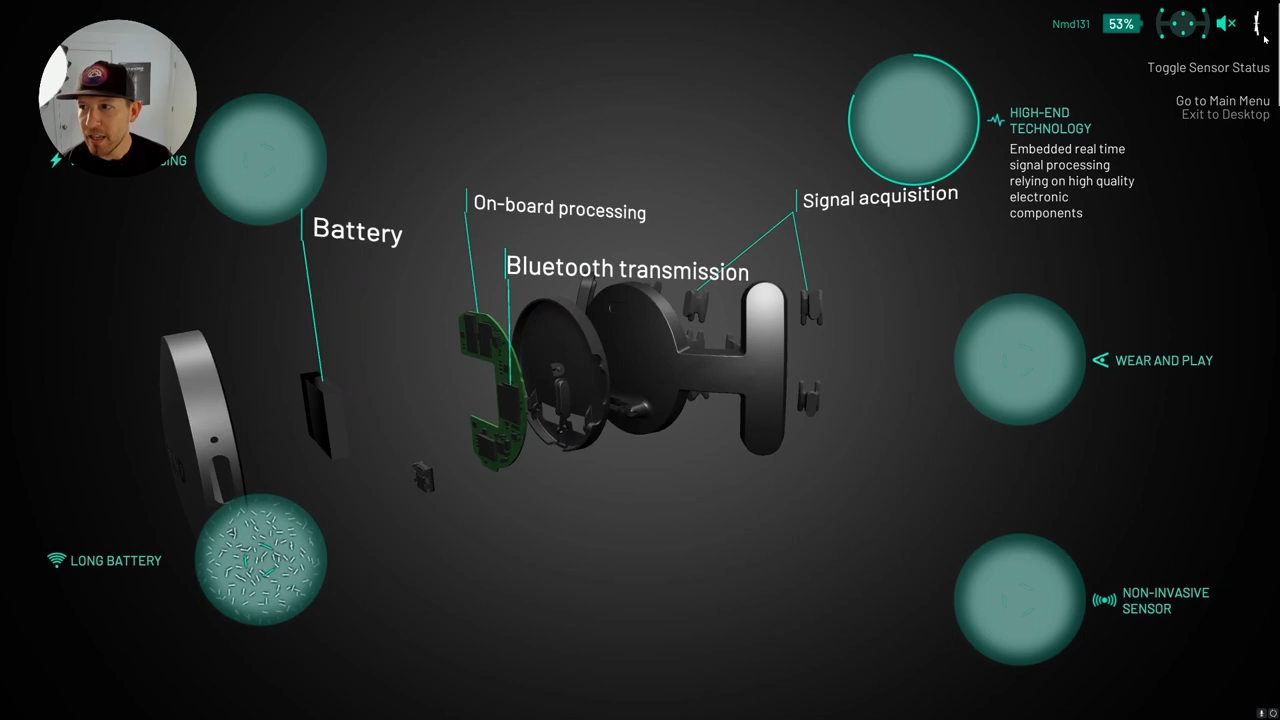 Nmd131
53%
Toggle Sensor Status
Go to Main Menu
Exit to Desktop
HIGH-END
TECHNOLOGY
Embedded real time
signal processing
relying on high quality
electronic
components
Signal acquisition
On-board processing
Battery
Bluetooth transmission
WEAR AND PLAY
LONG BATTERY
NON-INVASIVE
SENSOR